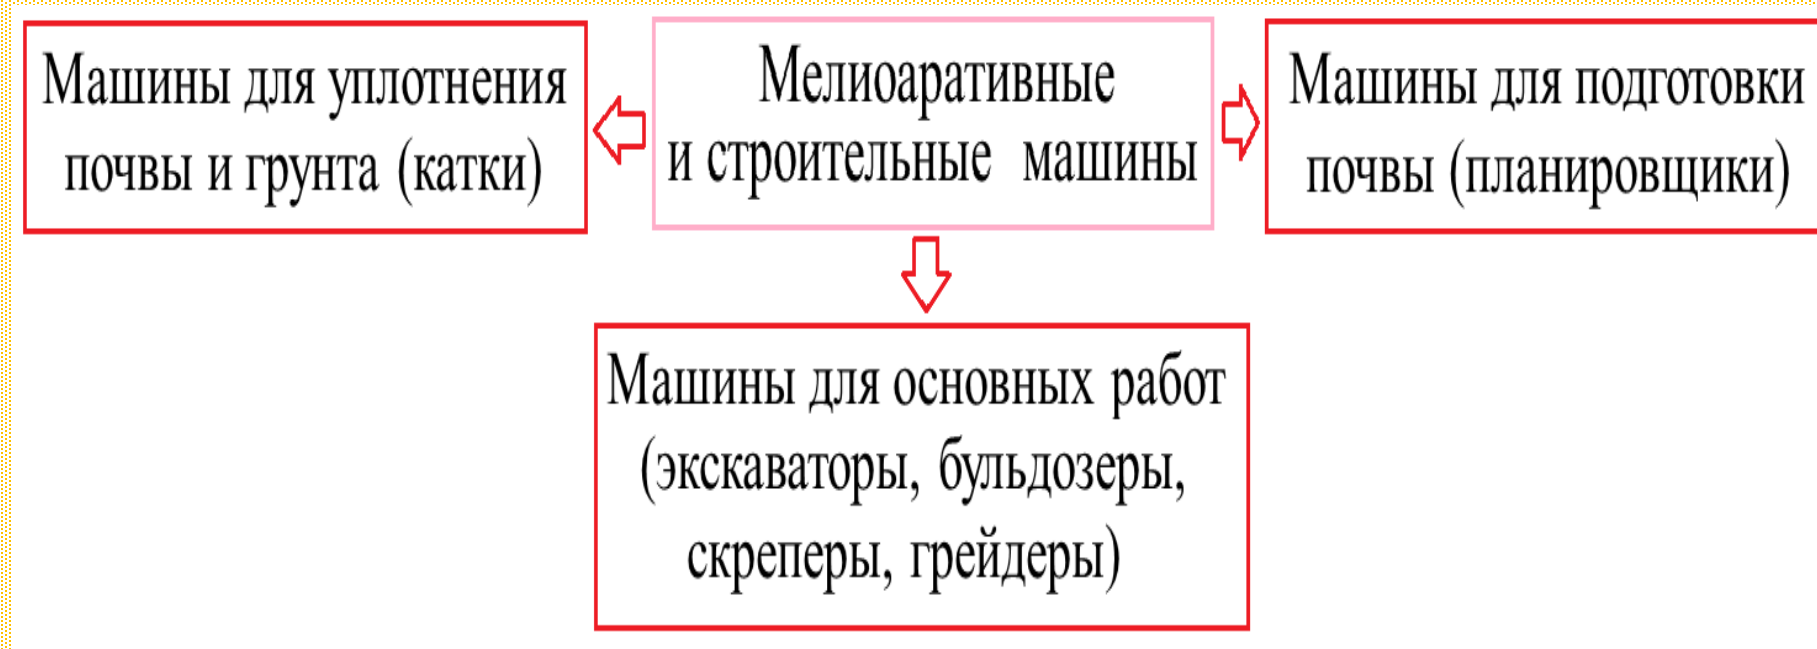 Машины для уплотнения
почвы и грунта (катки)
Мелиоаративные
и строительные машины
Машины для подготовки
почвы (планировщики)
Машины для основных работ
(экскаваторы, бульдозеры,
скреперы, грейдеры)